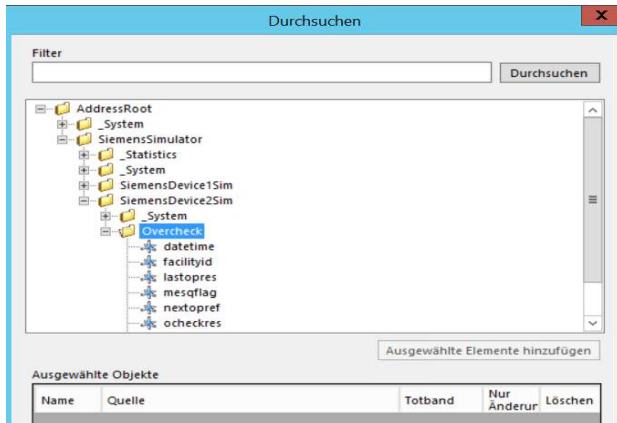 Durchsuchen
x
Filter
Durchsuchen
AddressRoot
_System
SiemensSimulator
_Statistics
_System
SiemensDevice1Sim
SiemensDevice2Sim
_System
Overcheck
datetime
facilityid
lastopres
mesqflag
nextopref
ocheckres
Ausgewählte Elemente hinzufügen
Ausgewählte Objekte
Name Quelle Totband Nur Änderur Löschen